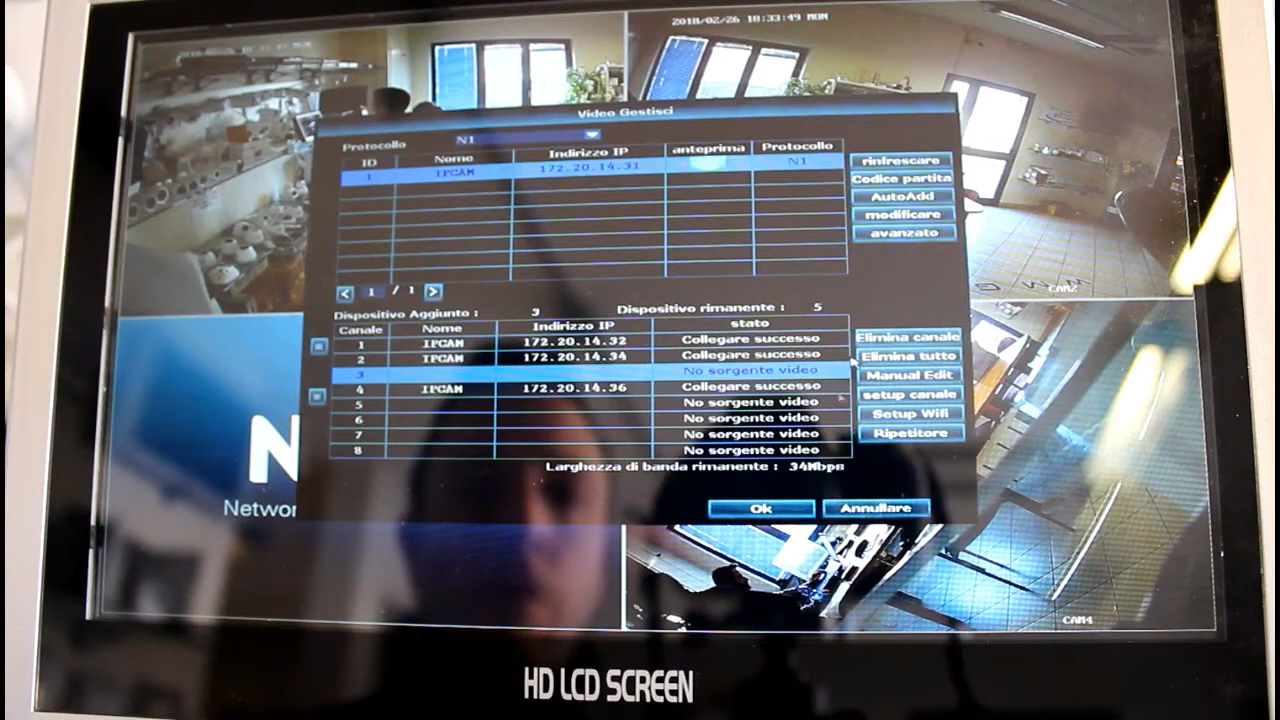 2018/02/26 18:33:49 MON
Video Gestisci
Protocollo N1
ID Nome Indirizzo IP anteprima Protocollo
1 IPCAM 172.20.14.31 N1
rinfrescare
Codice partita
AutoAdd
modificare
avanzato
< 1 / 1 >
Dispositivo Aggiunto : 3 Dispositivo rimanente : 5
Canale Nome Indirizzo IP stato
1 IPCAM 172.20.14.32 Collegare successo
2 IPCAM 172.20.14.34 Collegare successo
3 No sorgente video
4 IPCAM 172.20.14.36 Collegare successo
5 No sorgente video
6 No sorgente video
7 No sorgente video
8 No sorgente video
Elimina canale
Elimina tutto
Manual Edit
setup canale
Setup Wifi
Ripetitore
Larghezza di banda rimanente : 34Mbps
Ok Annullare
CAM2
N
Networ
CAM4
HD LCD SCREEN